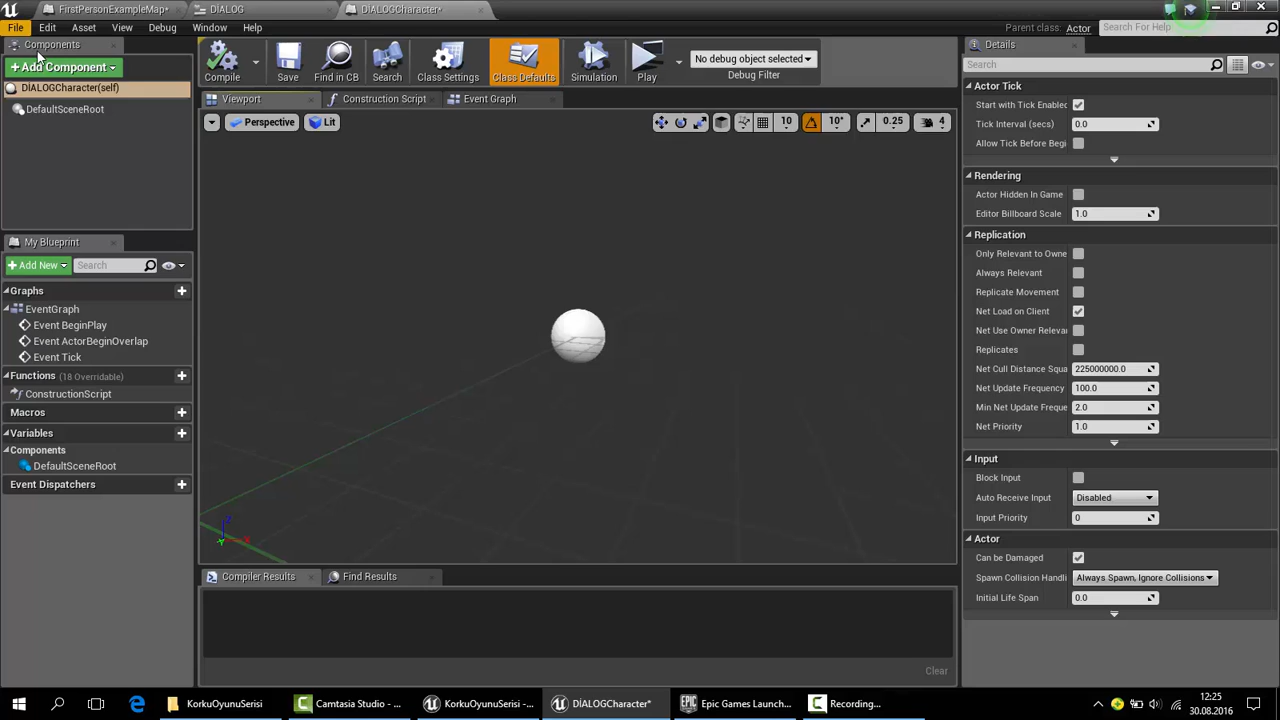 FirstPersonExampleMap*
DİALOG
DİALOGCharacter*
File Edit Asset View Debug Window Help
Parent class: Actor
Search For Help
Components
+Add Component
DİALOGCharacter(self)
DefaultSceneRoot
Compile
Save
Find in CB
Search
Class Settings
Class Defaults
Simulation
Play
No debug object selected
Debug Filter
Viewport
Construction Script
Event Graph
Perspective
Lit
10
10°
0.25
4
My Blueprint
+Add New
Search
Graphs
EventGraph
Event BeginPlay
Event ActorBeginOverlap
Event Tick
Functions (18 Overridable)
ConstructionScript
Macros
Variables
Components
DefaultSceneRoot
Event Dispatchers
Compiler Results
Find Results
Clear
Details
Search
Actor Tick
Start with Tick Enabled
Tick Interval (secs) 0.0
Allow Tick Before Begi
Rendering
Actor Hidden In Game
Editor Billboard Scale 1.0
Replication
Only Relevant to Owne
Always Relevant
Replicate Movement
Net Load on Client
Net Use Owner Releva
Replicates
Net Cull Distance Squa 225000000.0
Net Update Frequency 100.0
Min Net Update Freque 2.0
Net Priority 1.0
Input
Block Input
Auto Receive Input Disabled
Input Priority 0
Actor
Can be Damaged
Spawn Collision Handli Always Spawn, Ignore Collisions
Initial Life Span 0.0
KorkuOyunuSerisi
Camtasia Studio - ...
KorkuOyunuSerisi - ...
DİALOGCharacter*
Epic Games Launch...
Recording...
12:25
30.08.2016